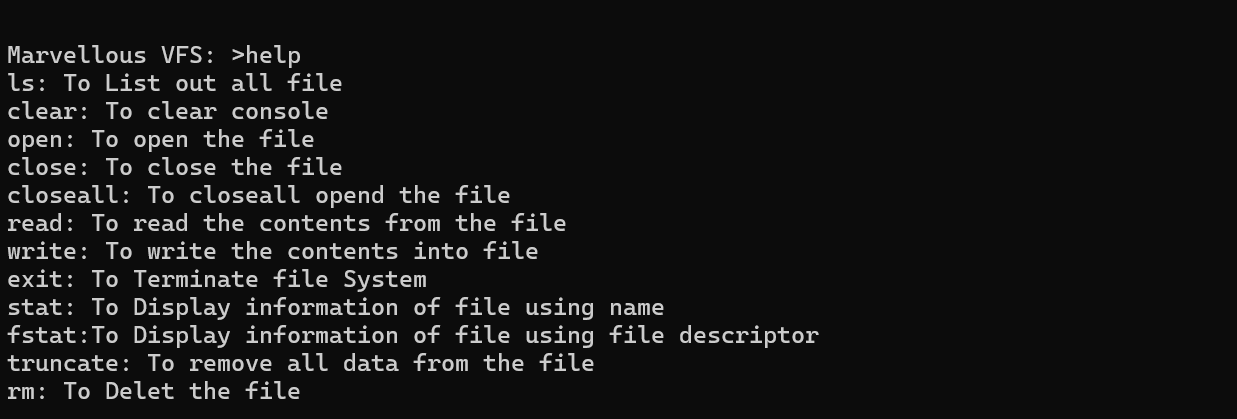 Marvellous VFS: >help
ls: To List out all file
clear: To clear console
open: To open the file
close: To close the file
closeall: To closeall opend the file
read: To read the contents from the file
write: To write the contents into file
exit: To Terminate file System
stat: To Display information of file using name
fstat:To Display information of file using file descriptor
truncate: To remove all data from the file
rm: To Delet the file